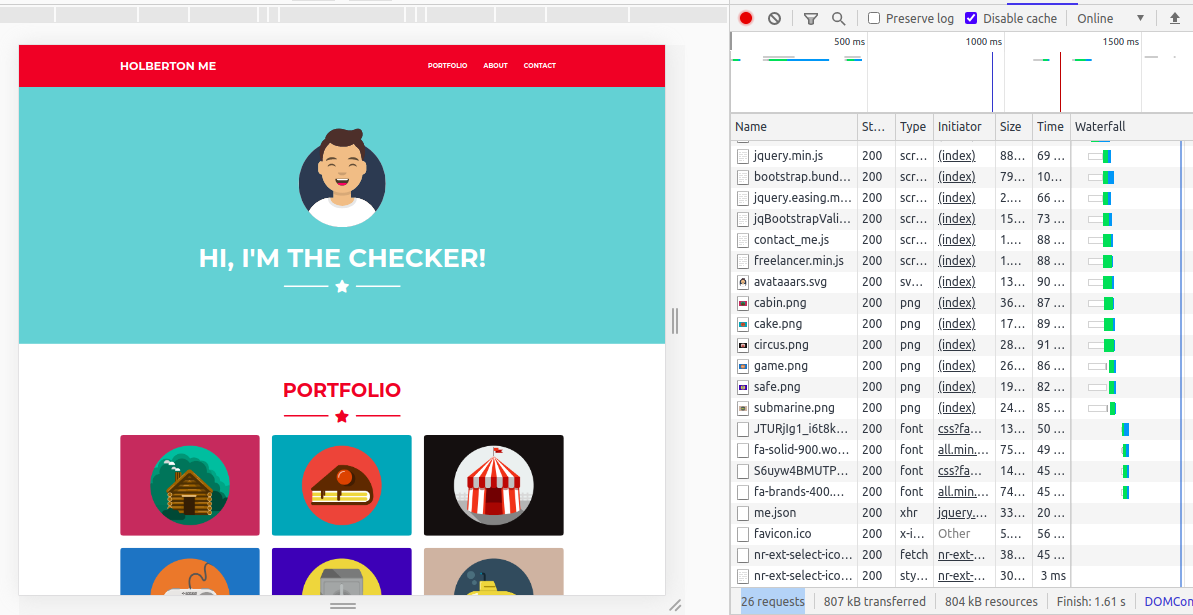 Preserve log Disable cache Online
500 ms 1000 ms 1500 ms
HOLBERTON ME PORTFOLIO ABOUT CONTACT
HI, I'M THE CHECKER!
PORTFOLIO
Name St... Type Initiator Size Time Waterfall
jquery.min.js 200 scr... (index) 88... 69 ...
bootstrap.bund... 200 scr... (index) 79... 10...
jquery.easing.m... 200 scr... (index) 2.... 66 ...
jqBootstrapVali... 200 scr... (index) 15... 73 ...
contact_me.js 200 scr... (index) 1.... 88 ...
freelancer.min.js 200 scr... (index) 1.... 88 ...
avataaars.svg 200 sv... (index) 13... 90 ...
cabin.png 200 png (index) 36... 87 ...
cake.png 200 png (index) 17... 89 ...
circus.png 200 png (index) 28... 91 ...
game.png 200 png (index) 26... 86 ...
safe.png 200 png (index) 19... 82 ...
submarine.png 200 png (index) 24... 85 ...
JTURjIg1_i6t8k... 200 font css?fa... 13... 50 ...
fa-solid-900.wo... 200 font all.min.... 75... 49 ...
S6uyw4BMUTP... 200 font css?fa... 14... 45 ...
fa-brands-400.... 200 font all.min.... 74... 45 ...
me.json 200 xhr jquery.... 33... 20 ...
favicon.ico 200 x-i... Other 5.... 56 ...
nr-ext-select-ico... 200 fetch nr-ext-... 38... 45 ...
nr-ext-select-ico... 200 sty... nr-ext-... 30... 3 ms
26 requests 807 kB transferred 804 kB resources Finish: 1.61 s DOMCon